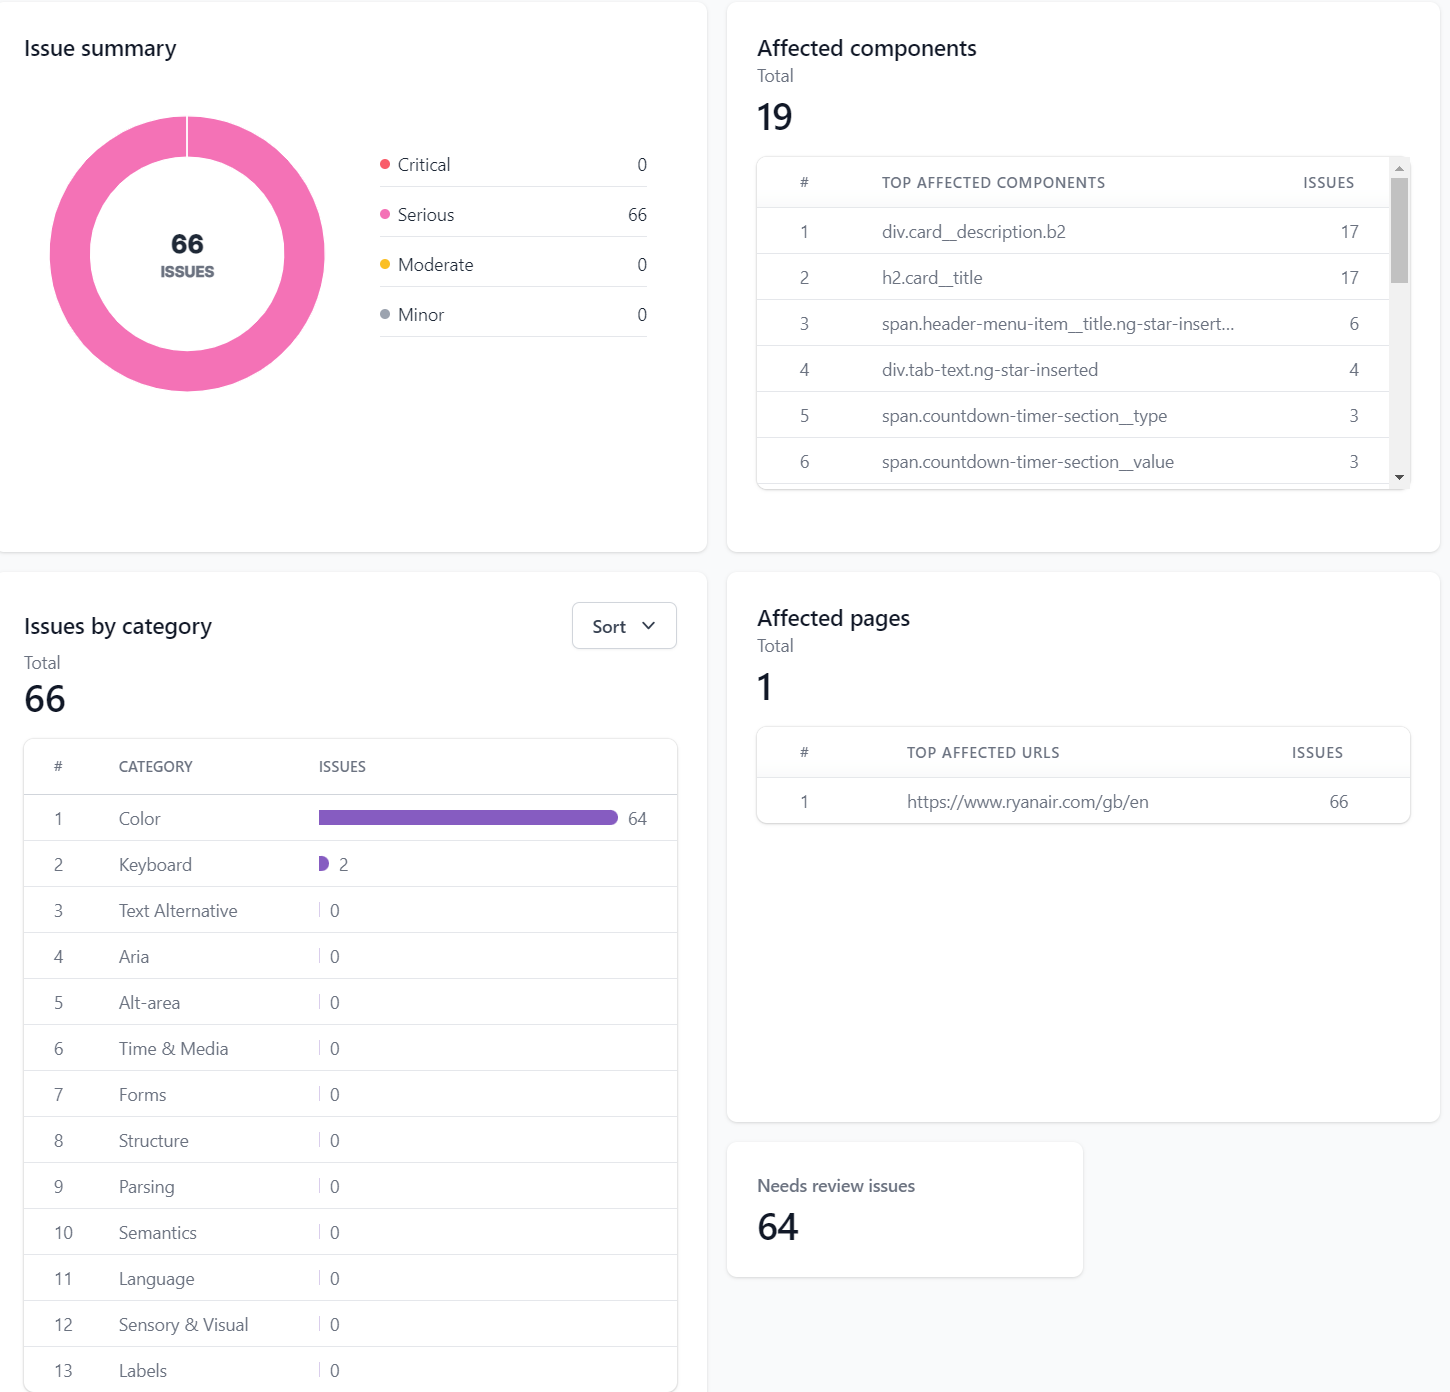 Issue summary
66
ISSUES
Critical 0
Serious 66
Moderate 0
Minor 0
Affected components
Total
19
# TOP AFFECTED COMPONENTS ISSUES
1 div.card__description.b2 17
2 h2.card__title 17
3 span.header-menu-item__title.ng-star-insert... 6
4 div.tab-text.ng-star-inserted 4
5 span.countdown-timer-section__type 3
6 span.countdown-timer-section__value 3
Issues by category
Sort
Total
66
# CATEGORY ISSUES
1 Color 64
2 Keyboard 2
3 Text Alternative 0
4 Aria 0
5 Alt-area 0
6 Time & Media 0
7 Forms 0
8 Structure 0
9 Parsing 0
10 Semantics 0
11 Language 0
12 Sensory & Visual 0
13 Labels 0
Affected pages
Total
1
# TOP AFFECTED URLS ISSUES
1 https://www.ryanair.com/gb/en 66
Needs review issues
64